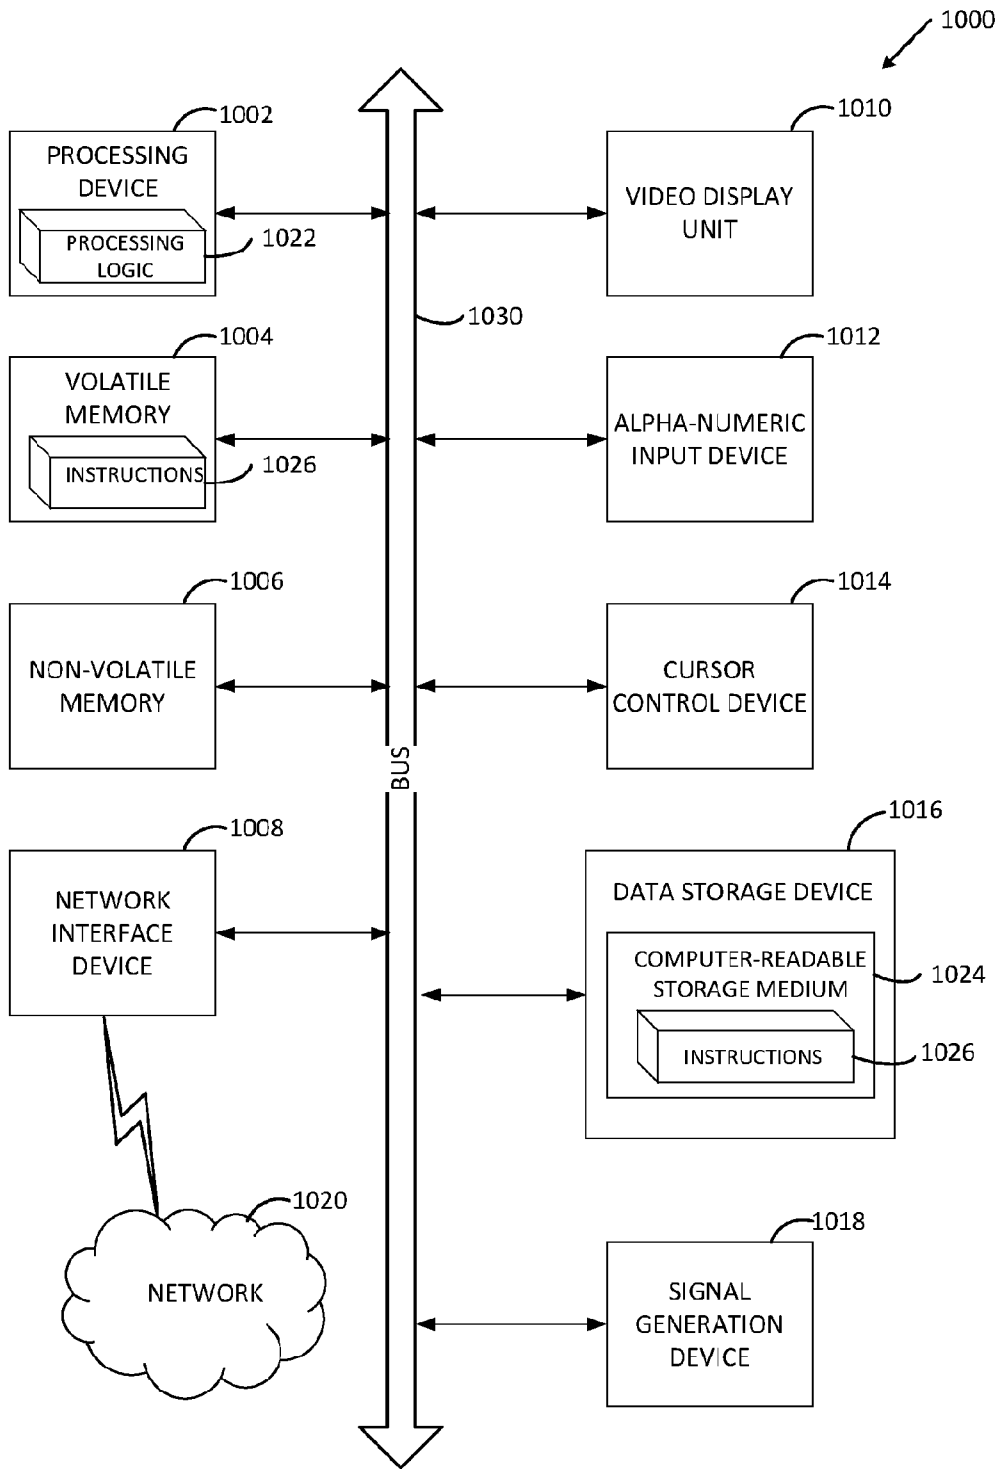 1000
1002
PROCESSING
DEVICE
PROCESSING
LOGIC
1022
1010
VIDEO DISPLAY
UNIT
1030
1004
VOLATILE
MEMORY
INSTRUCTIONS
1026
1012
ALPHA-NUMERIC
INPUT DEVICE
1006
NON-VOLATILE
MEMORY
1014
CURSOR
CONTROL DEVICE
BUS
1008
NETWORK
INTERFACE
DEVICE
1016
DATA STORAGE DEVICE
COMPUTER-READABLE
STORAGE MEDIUM
1024
INSTRUCTIONS
1026
1020
NETWORK
1018
SIGNAL
GENERATION
DEVICE